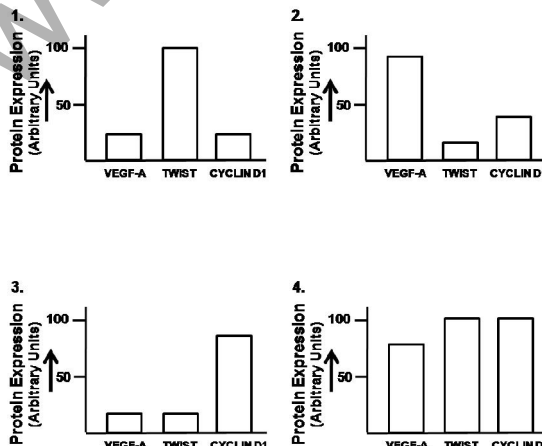 1.
Protein Expression
(Arbitrary Units)
100
50
VEGF-A TWIST CYCLIN D1
2.
Protein Expression
(Arbitrary Units)
100
50
VEGF-A TWIST CYCLIN D1
3.
Protein Expression
(Arbitrary Units)
100
50
VEGF-A TWIST CYCLIN D1
4.
Protein Expression
(Arbitrary Units)
100
50
VEGF-A TWIST CYCLIN D1